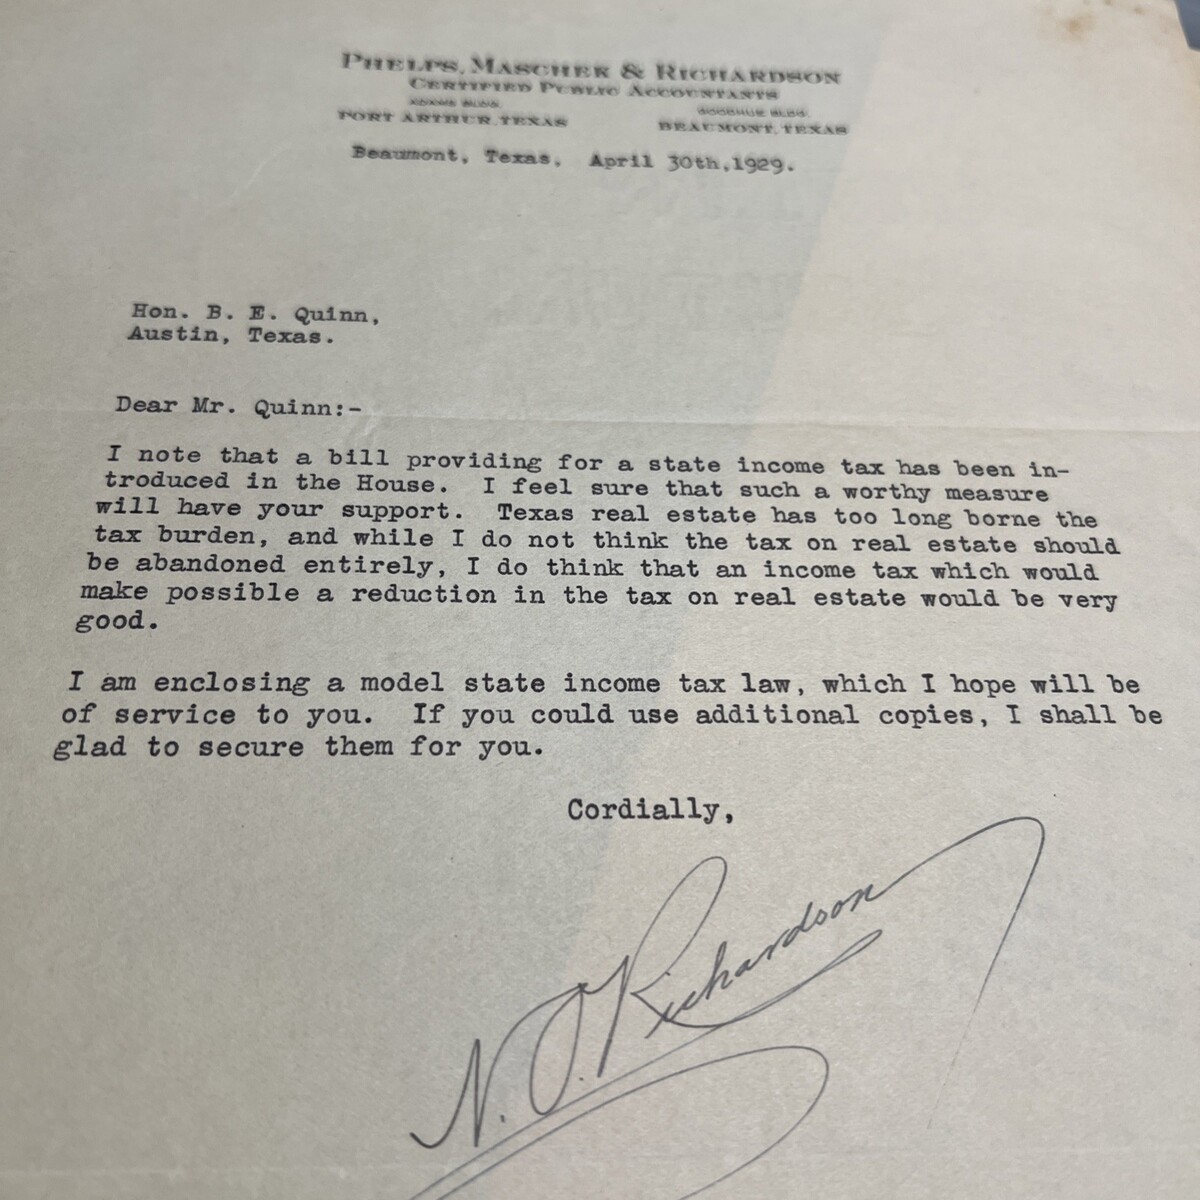 PHELPS, MASCHEK & RICHARDSON
CERTIFIED PUBLIC ACCOUNTANTS
ADAMS BLDG. GOODHUE BLDG.
PORT ARTHUR, TEXAS BEAUMONT, TEXAS
Beaumont, Texas, April 30th,1929.
Hon. B. E. Quinn,
Austin, Texas.
Dear Mr. Quinn:-
I note that a bill providing for a state income tax has been in-
troduced in the House. I feel sure that such a worthy measure
will have your support. Texas real estate has too long borne the
tax burden, and while I do not think the tax on real estate should
be abandoned entirely, I do think that an income tax which would
make possible a reduction in the tax on real estate would be very
good.
I am enclosing a model state income tax law, which I hope will be
of service to you. If you could use additional copies, I shall be
glad to secure them for you.
Cordially,
N. O. Richardson